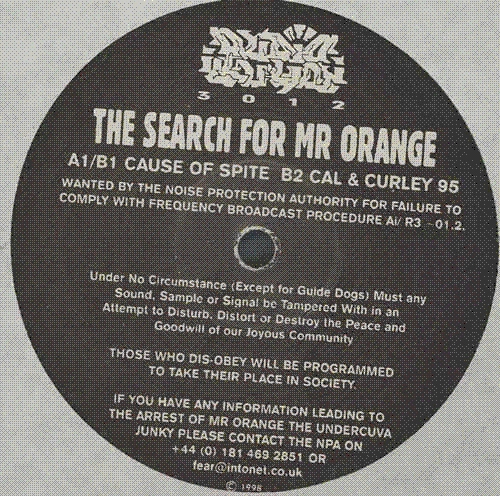 3 0 1 2
THE SEARCH FOR MR ORANGE
A1/B1 CAUSE OF SPITE B2 CAL & CURLEY 95
WANTED BY THE NOISE PROTECTION AUTHORITY FOR FAILURE TO
COMPLY WITH FREQUENCY BROADCAST PROCEDURE Ai/ R3 -01.2.
Under No Circumstance (Except for Guide Dogs) Must any
Sound, Sample or Signal be Tampered With in an
Attempt to Disturb, Distort or Destroy the Peace and
Goodwill of our Joyous Community
THOSE WHO DIS-OBEY WILL BE PROGRAMMED
TO TAKE THEIR PLACE IN SOCIETY.
IF YOU HAVE ANY INFORMATION LEADING TO
THE ARREST OF MR ORANGE THE UNDERCUVA
JUNKY PLEASE CONTACT THE NPA ON
+44 (0) 181 469 2851 OR
fear@intonet.co.uk
© 1998